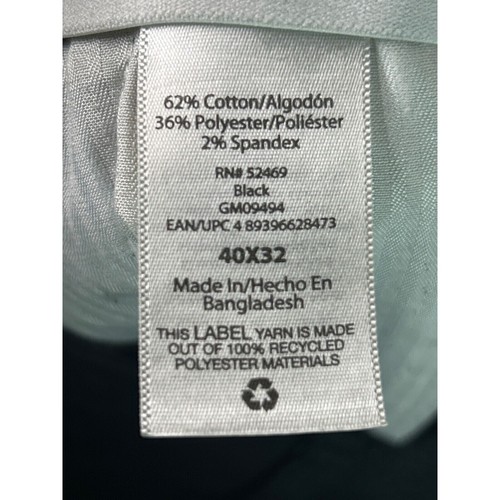 62% Cotton/Algodón
36% Polyester/Poliéster
2% Spandex
RN# 52469
Black
GM09494
EAN/UPC 4 89396628473
40X32
Made In/Hecho En
Bangladesh
THIS LABEL YARN IS MADE
OUT OF 100% RECYCLED
POLYESTER MATERIALS